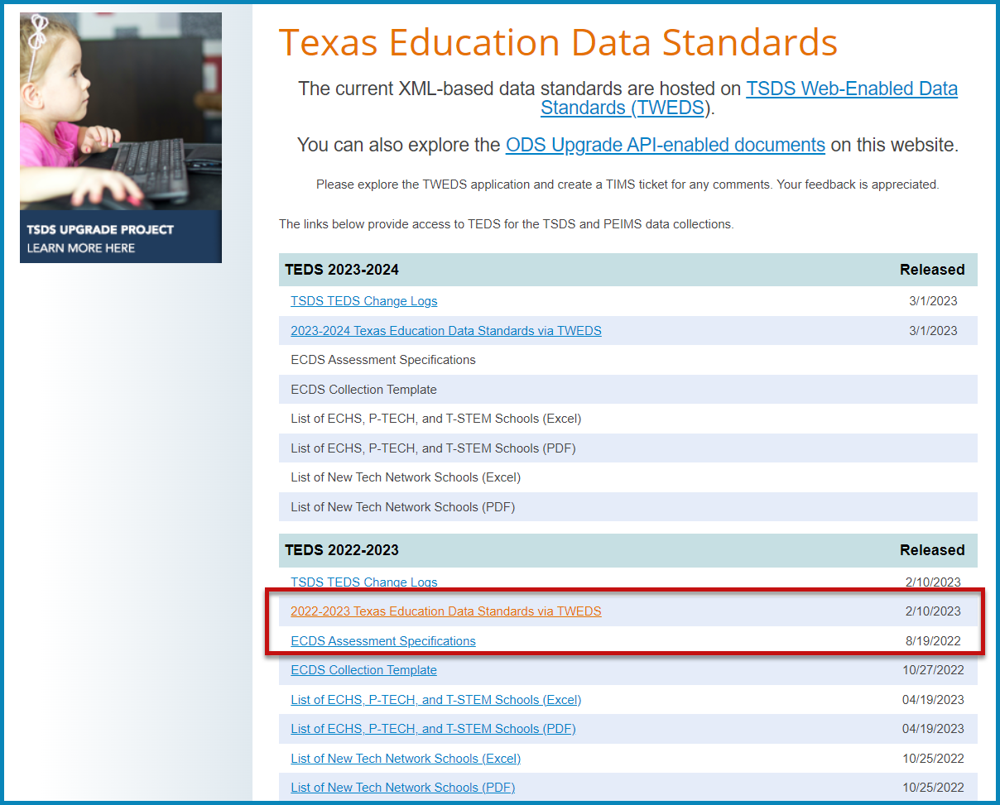 TSDS UPGRADE PROJECT
LEARN MORE HERE
Texas Education Data Standards
The current XML-based data standards are hosted on TSDS Web-Enabled Data
Standards (TWEDS).
You can also explore the ODS Upgrade API-enabled documents on this website.
Please explore the TWEDS application and create a TIMS ticket for any comments. Your feedback is appreciated.
The links below provide access to TEDS for the TSDS and PEIMS data collections.
TEDS 2023-2024 Released
TSDS TEDS Change Logs 3/1/2023
2023-2024 Texas Education Data Standards via TWEDS 3/1/2023
ECDS Assessment Specifications
ECDS Collection Template
List of ECHS, P-TECH, and T-STEM Schools (Excel)
List of ECHS, P-TECH, and T-STEM Schools (PDF)
List of New Tech Network Schools (Excel)
List of New Tech Network Schools (PDF)
TEDS 2022-2023 Released
TSDS TEDS Change Logs 2/10/2023
2022-2023 Texas Education Data Standards via TWEDS 2/10/2023
ECDS Assessment Specifications 8/19/2022
ECDS Collection Template 10/27/2022
List of ECHS, P-TECH, and T-STEM Schools (Excel) 04/19/2023
List of ECHS, P-TECH, and T-STEM Schools (PDF) 04/19/2023
List of New Tech Network Schools (Excel) 10/25/2022
List of New Tech Network Schools (PDF) 10/25/2022